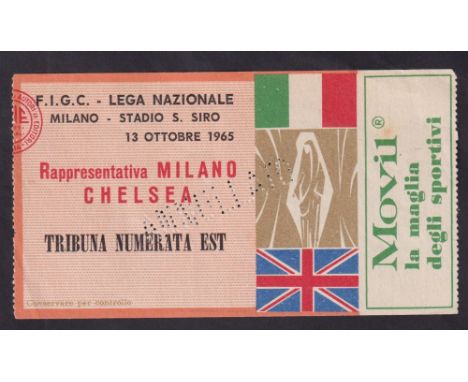 F.I.G.C. - LEGA NAZIONALE
MILANO - STADIO S. SIRO
13 OTTOBRE 1965
Rappresentativa MILANO
CHELSEA
ANNULLATO
TRIBUNA NUMERATA EST
Conservare per controllo
Movil®
la maglia
degli sportivi